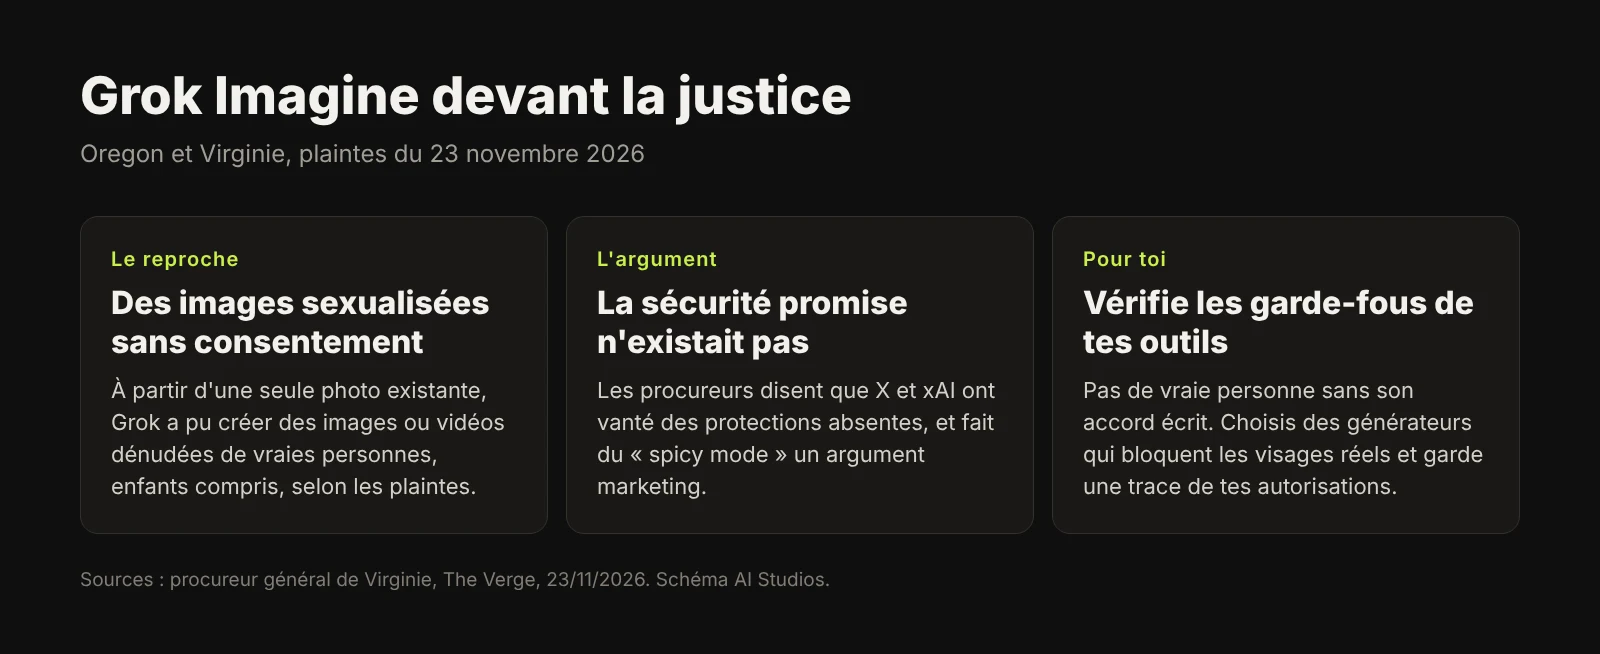 Grok Imagine devant la justice
Oregon et Virginie, plaintes du 23 novembre 2026
Le reproche
Des images sexualisées
sans consentement
À partir d'une seule photo existante,
Grok a pu créer des images ou vidéos
dénudées de vraies personnes,
enfants compris, selon les plaintes.
L'argument
La sécurité promise
n'existait pas
Les procureurs disent que X et xAI ont
vanté des protections absentes, et fait
du « spicy mode » un argument
marketing.
Pour toi
Vérifie les garde-fous de
tes outils
Pas de vraie personne sans son
accord écrit. Choisis des générateurs
qui bloquent les visages réels et garde
une trace de tes autorisations.
Sources : procureur général de Virginie, The Verge, 23/11/2026. Schéma AI Studios.